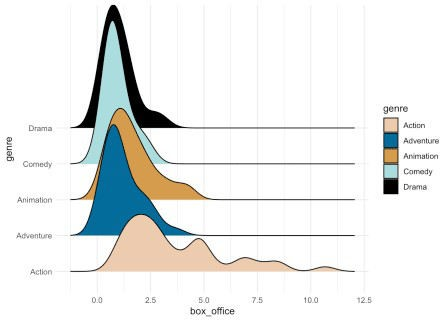 genre
Drama
Comedy
Animation
Adventure
Action
0.0 2.5 5.0 7.5 10.0 12.5
box_office
genre
Action
Adventure
Animation
Comedy
Drama